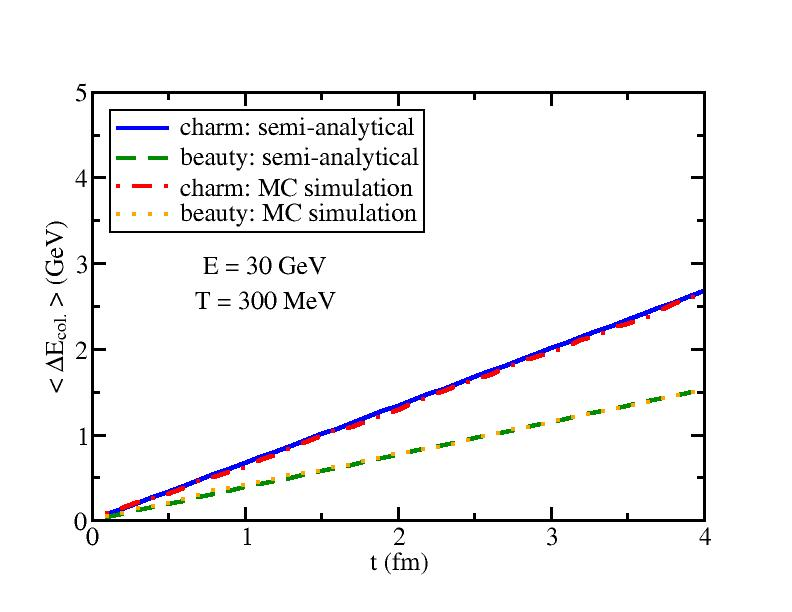 5
charm: semi-analytical
beauty: semi-analytical
4
charm: MC simulation
beauty: MC simulation
3
E = 30 GeV
T = 300 MeV
< ΔE_col. > (GeV)
2
1
0
0 1 2 3 4
t (fm)